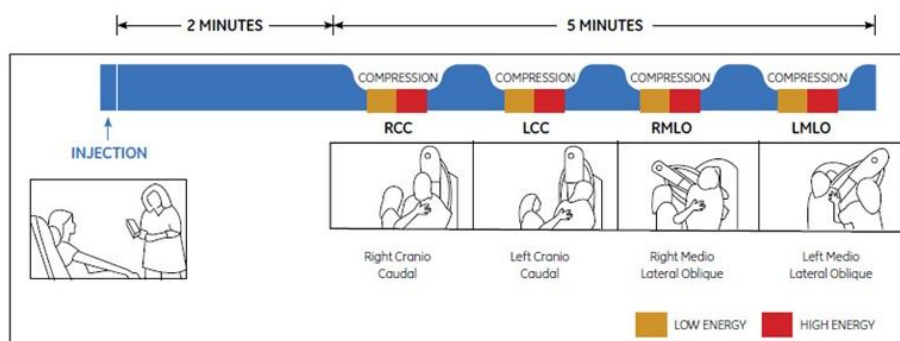 2 MINUTES
5 MINUTES
COMPRESSION
COMPRESSION
COMPRESSION
COMPRESSION
RCC
LCC
RMLO
LMLO
INJECTION
Right Cranio
Caudal
Left Cranio
Caudal
Right Medio
Lateral Oblique
Left Medio
Lateral Oblique
LOW ENERGY
HIGH ENERGY